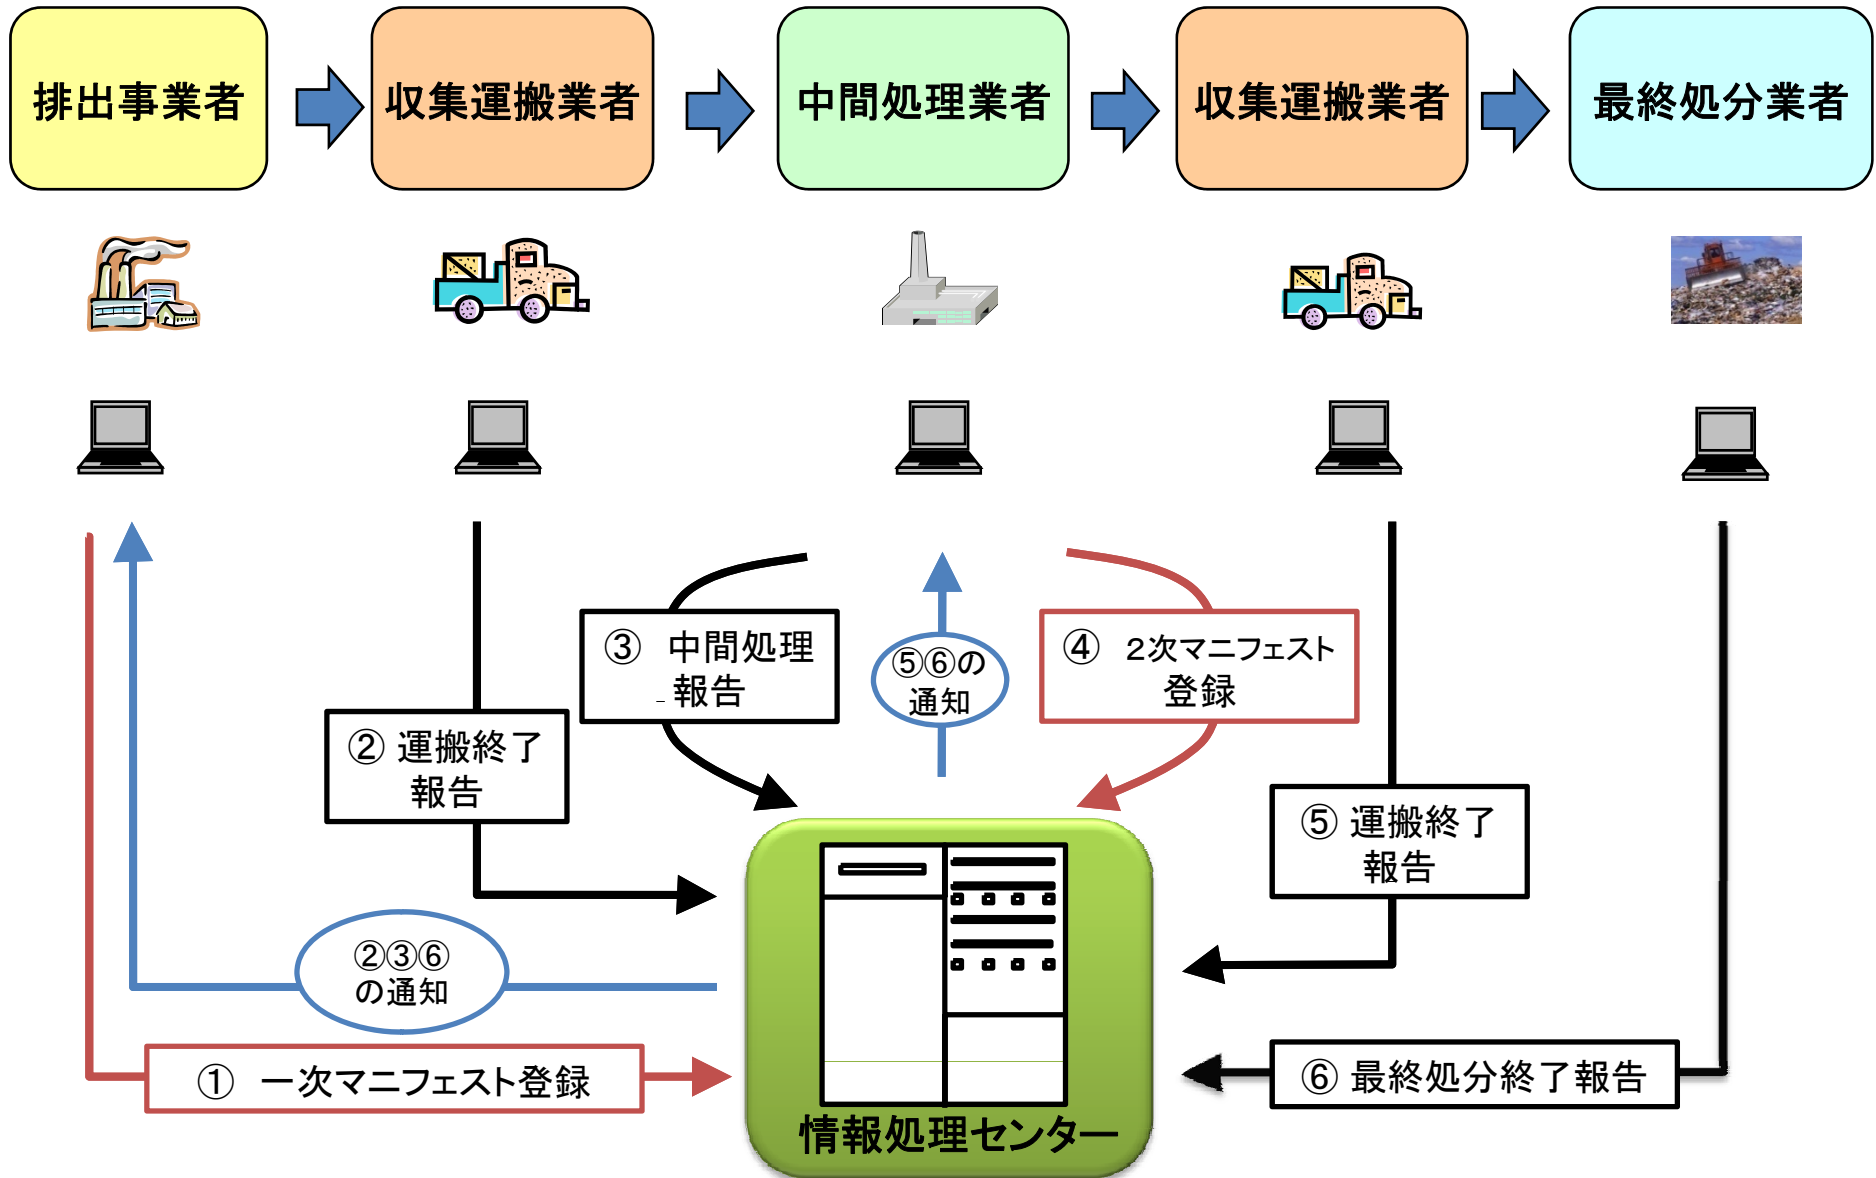 排出事業者
収集運搬業者
中間処理業者
収集運搬業者
最終処分業者
③ 中間処理
報告
⑤⑥の
通知
④ ２次マニフェスト
登録
② 運搬終了
報告
⑤ 運搬終了
報告
②③⑥
の通知
① 一次マニフェスト登録
⑥ 最終処分終了報告
情報処理センター